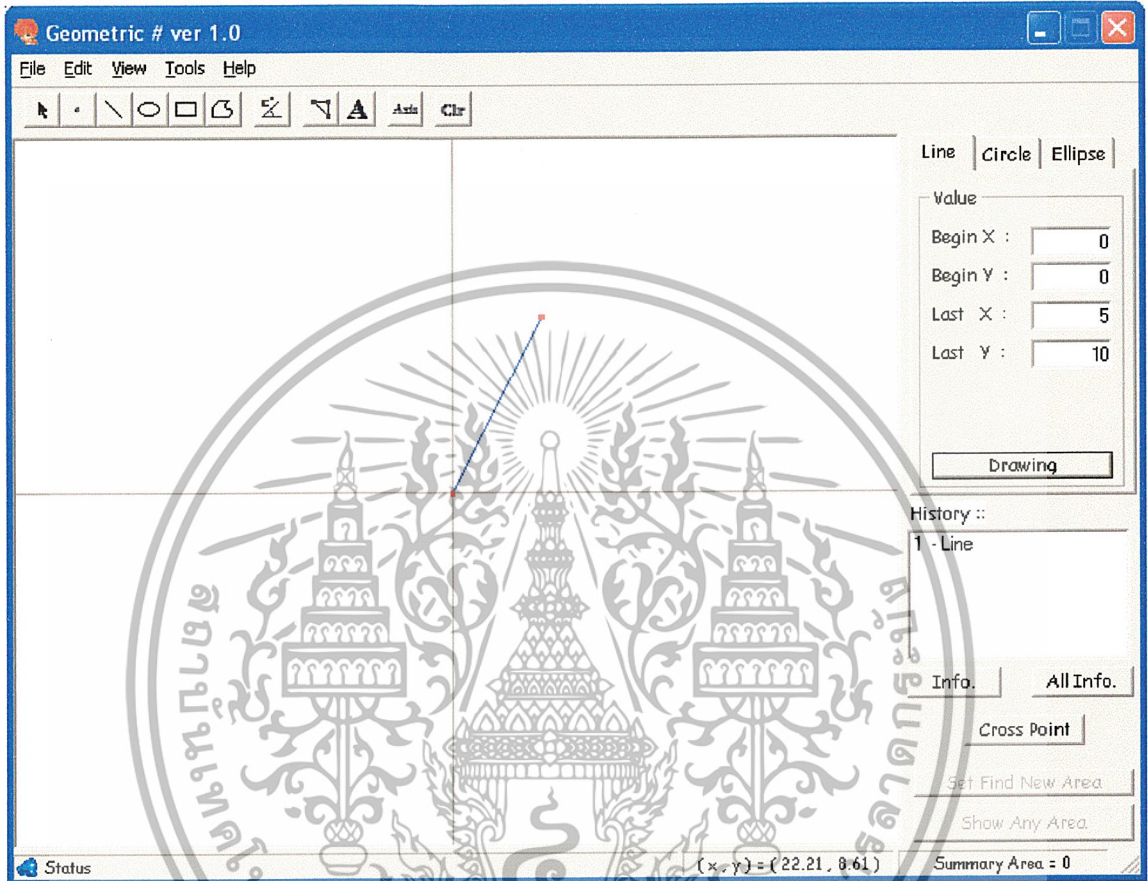 Geometric # ver 1.0
File Edit View Tools Help
A Axis Clr
Line Circle Ellipse
Value
Begin X : 0
Begin Y : 0
Last X : 5
Last Y : 10
Drawing
History ::
1 - Line
Info. All Info.
Cross Point
Set Find New Area
Show Any Area
Status (x,y)=(22.21, 8.61) Summary Area = 0